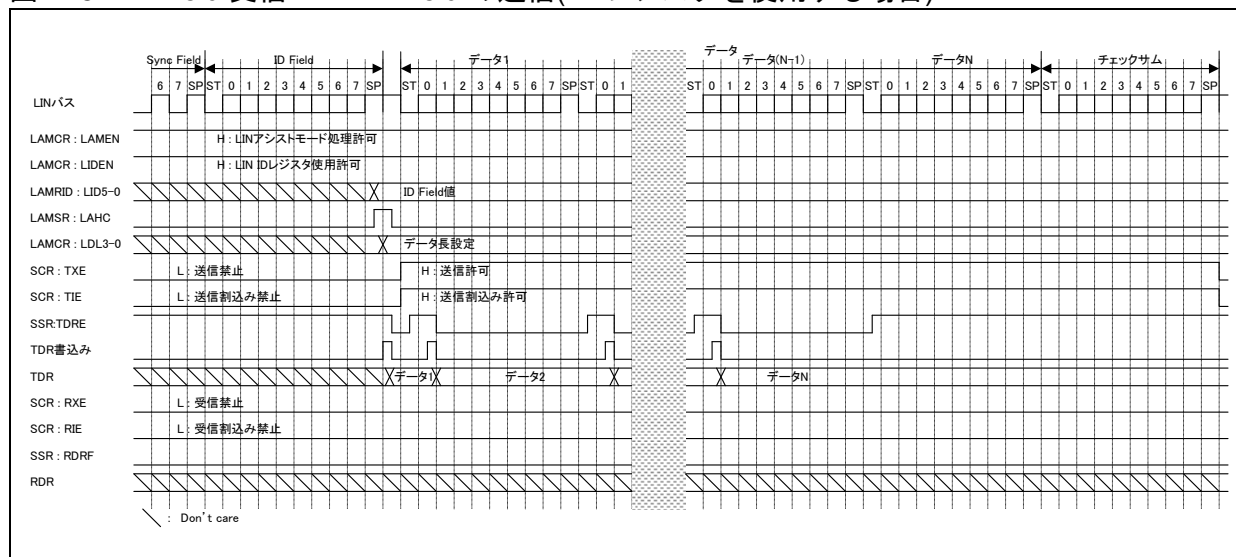 データ
Sync Field ID Field データ1 データ(N-1) データN チェックサム
6 7 SP ST 0 1 2 3 4 5 6 7 SP ST 0 1 2 3 4 5 6 7 SP ST 0 1 ST 0 1 2 3 4 5 6 7 SP ST 0 1 2 3 4 5 6 7 SP ST 0 1 2 3 4 5 6 7 SP
LINバス
LAMCR : LAMEN H : LINアシストモード処理許可
LAMCR : LIDEN H : LIN IDレジスタ使用許可
LAMRID : LID5-0 ID Field値
LAMSR : LAHC
LAMCR : LDL3-0 データ長設定
SCR : TXE L : 送信禁止 H : 送信許可
SCR : TIE L : 送信割込み禁止 H : 送信割込み許可
SSR:TDRE
TDR書込み
TDR データ1 データ2 データN
SCR : RXE L : 受信禁止
SCR : RIE L : 受信割込み禁止
SSR : RDRF
RDR
: Don't care